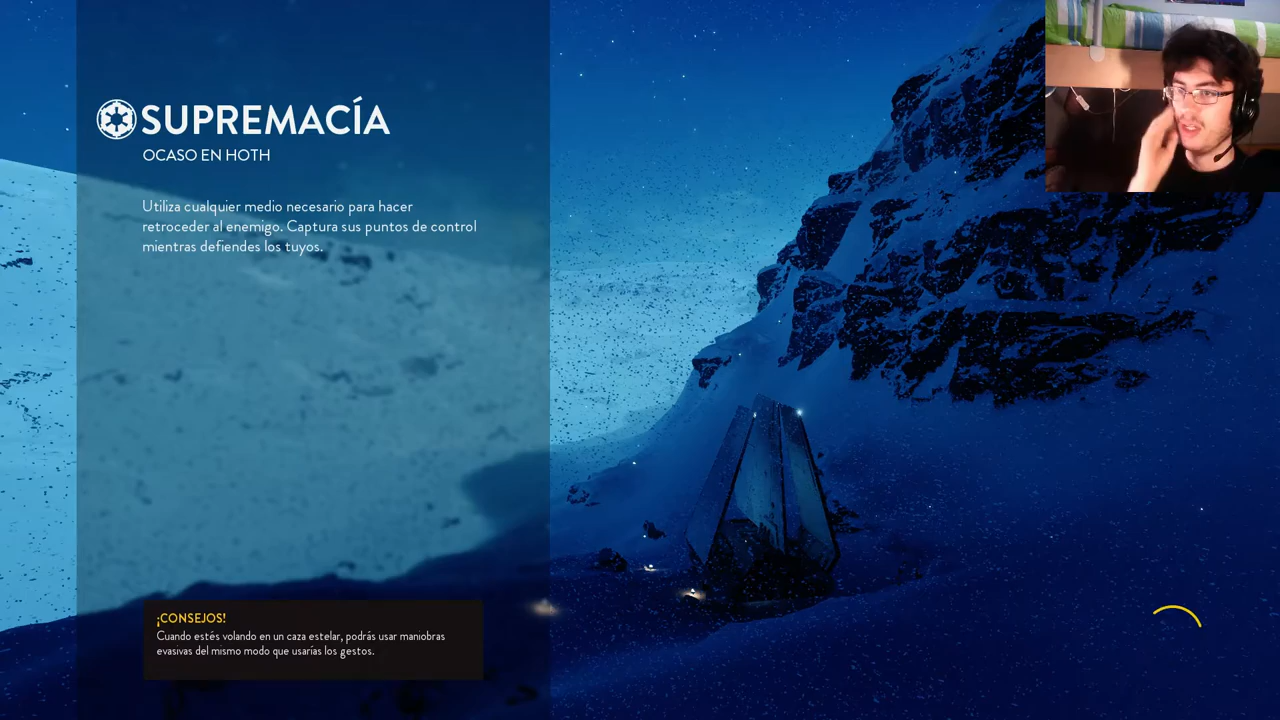 SUPREMACÍA
OCASO EN HOTH
Utiliza cualquier medio necesario para hacer
retroceder al enemigo. Captura sus puntos de control
mientras defiendes los tuyos.
¡CONSEJOS!
Cuando estés volando en un caza estelar, podrás usar maniobras
evasivas del mismo modo que usarías los gestos.